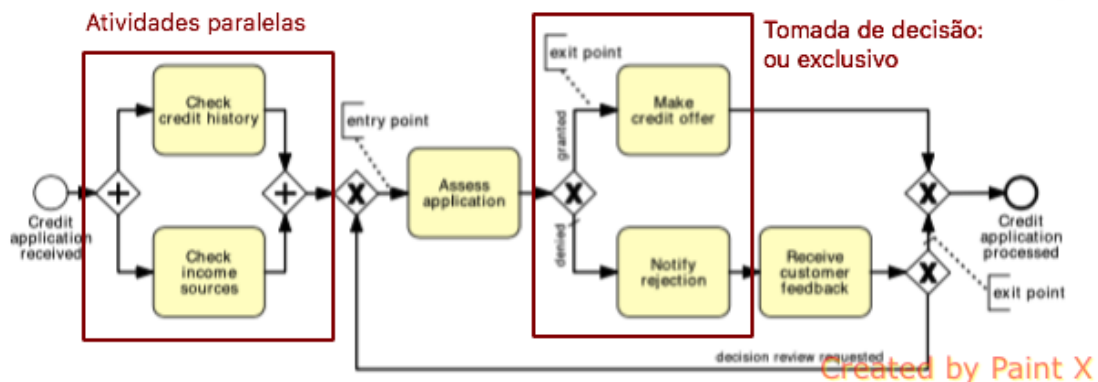 Atividades paralelas
Tomada de decisão:
ou exclusivo
Check
credit history
entry point
exit point
granted
Make
credit offer
Credit
application
received
Assess
application
Credit
application
processed
Check
income
sources
denied
Notify
rejection
Receive
customer
feedback
exit point
decision review requested
Created by Paint X